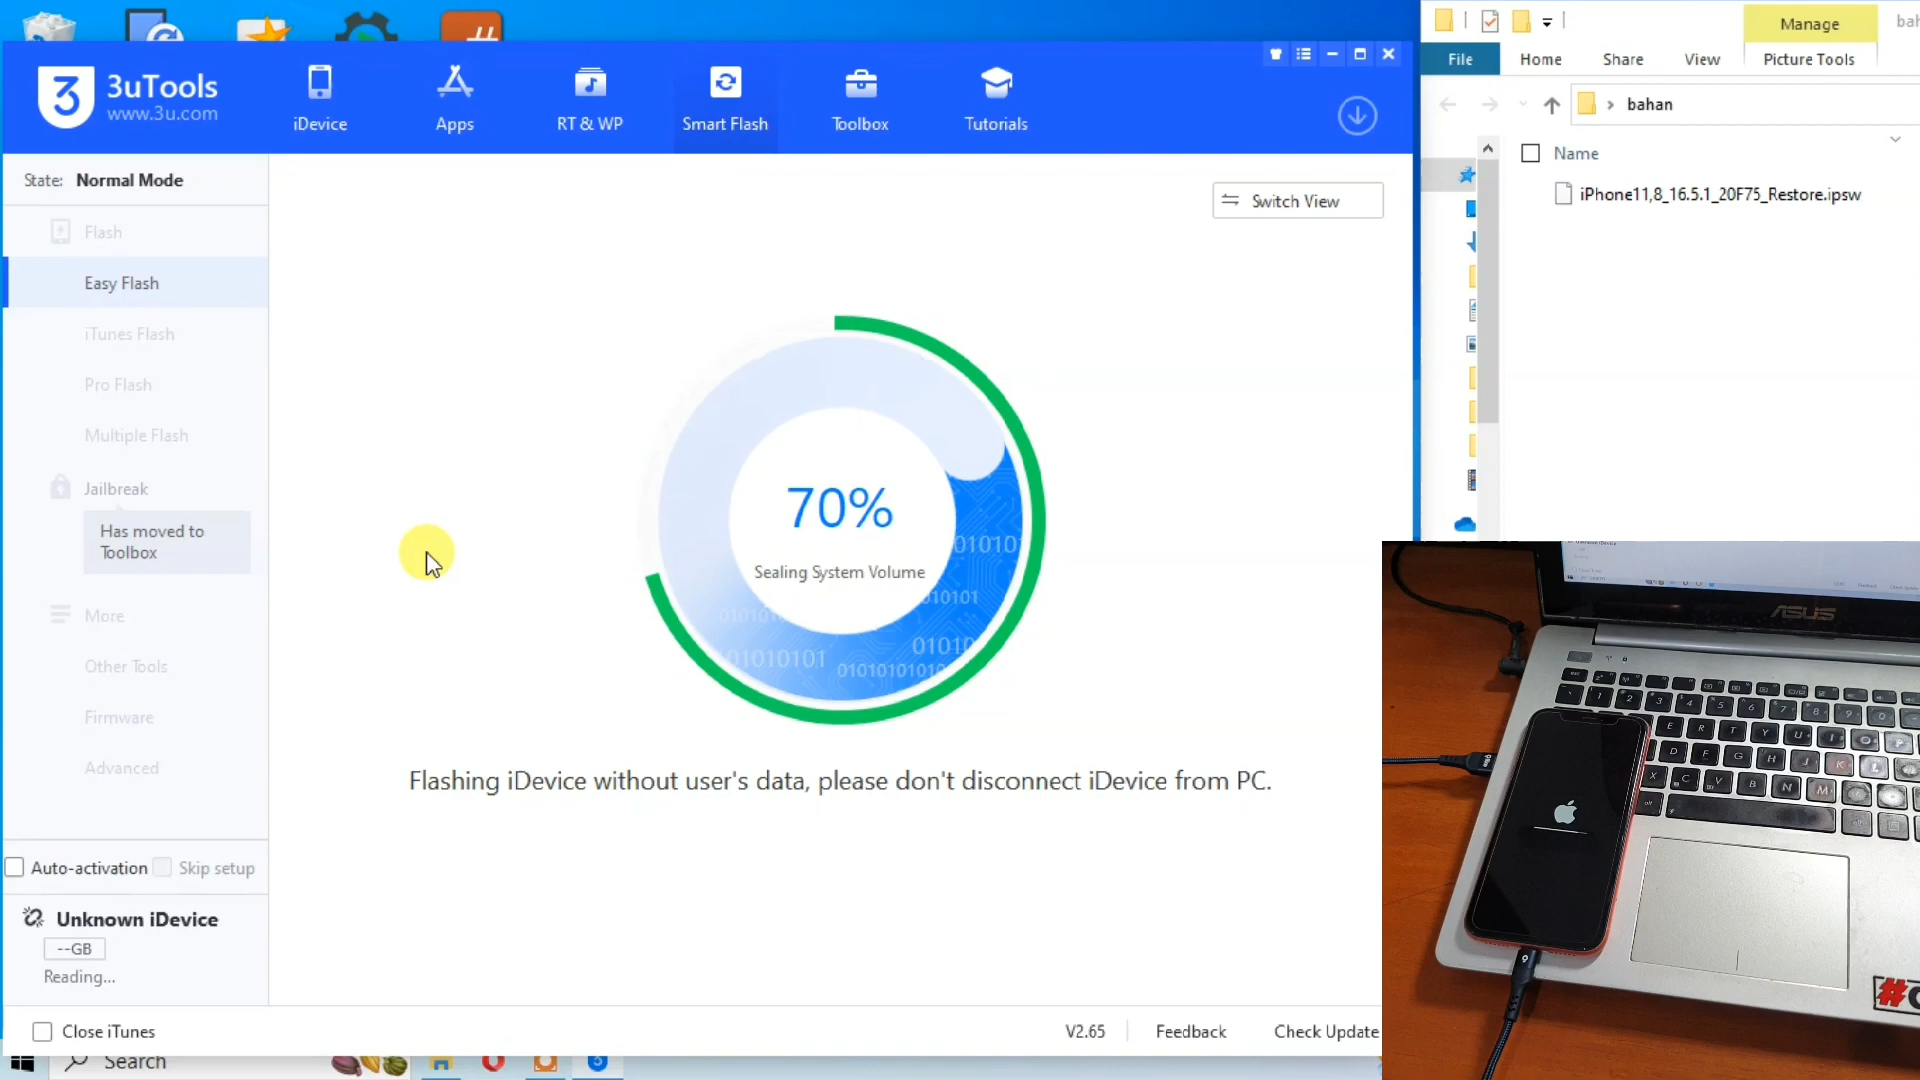 3uTools
www.3u.com
iDevice
Apps
RT & WP
Smart Flash
Toolbox
Tutorials
State: Normal Mode
Flash
Easy Flash
iTunes Flash
Pro Flash
Multiple Flash
Jailbreak
Has moved to
Toolbox
More
Other Tools
Firmware
Advanced
Auto-activation
Skip setup
Unknown iDevice
--GB
Reading...
Close iTunes
Switch View
70%
Sealing System Volume
Flashing iDevice without user's data, please don't disconnect iDevice from PC.
V2.65
Feedback
Check Update
Search
Manage
File
Home
Share
View
Picture Tools
bahan
Name
iPhone11,8_16.5.1_20F75_Restore.ipsw
ASUS